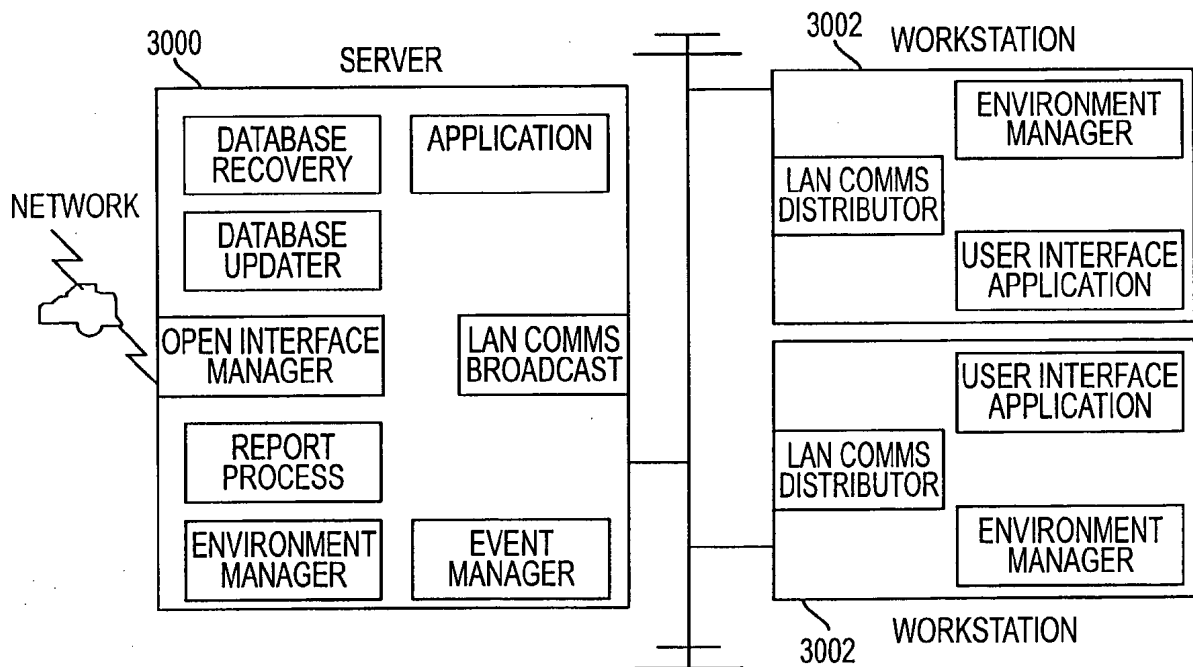 3000
SERVER
DATABASE
RECOVERY
APPLICATION
NETWORK
DATABASE
UPDATER
OPEN INTERFACE
MANAGER
LAN COMMS
BROADCAST
REPORT
PROCESS
ENVIRONMENT
MANAGER
EVENT
MANAGER
3002
WORKSTATION
ENVIRONMENT
MANAGER
LAN COMMS
DISTRIBUTOR
USER INTERFACE
APPLICATION
USER INTERFACE
APPLICATION
LAN COMMS
DISTRIBUTOR
ENVIRONMENT
MANAGER
3002
WORKSTATION